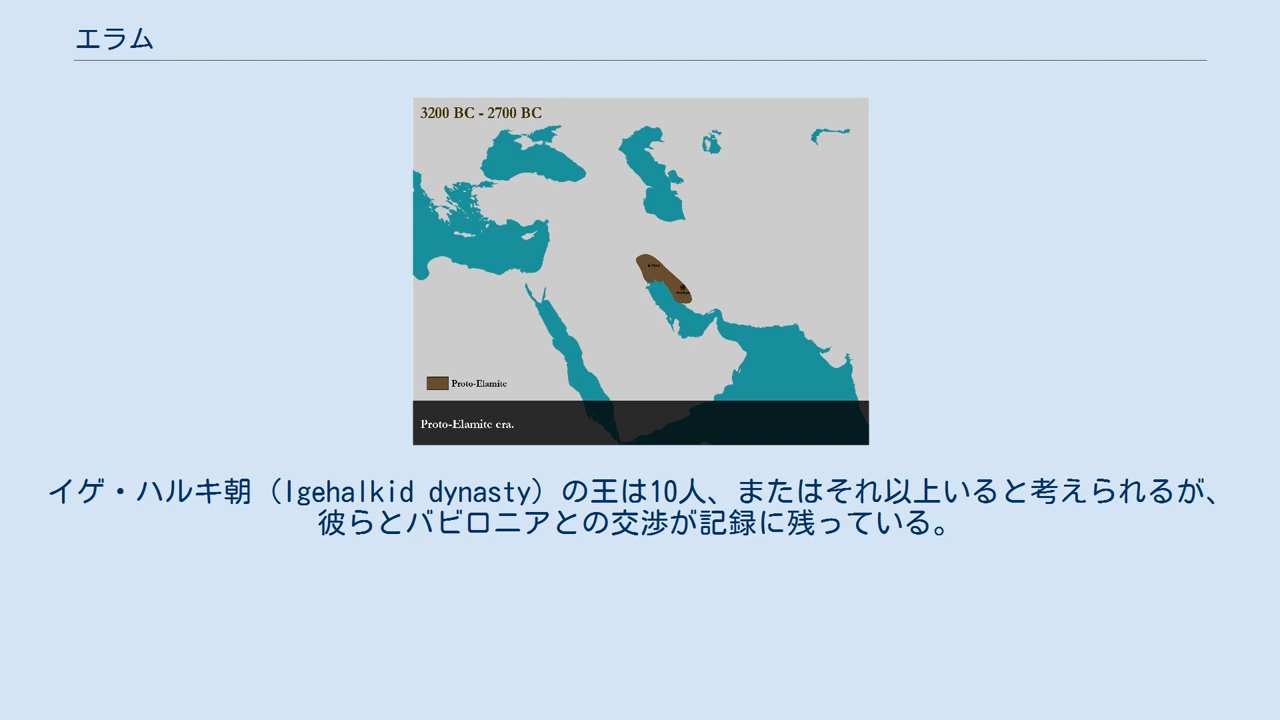 エラム
3200 BC - 2700 BC
Proto-Elamite
Proto-Elamite era.
イゲ・ハルキ朝（Igehalkid dynasty）の王は10人、またはそれ以上いると考えられるが、
彼らとバビロニアとの交渉が記録に残っている。